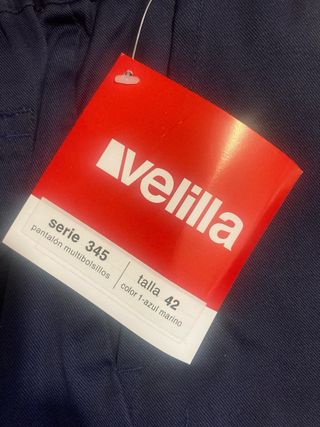 velilla
serie 345
pantalón multibolsillos
talla 42
color 1-azul marino